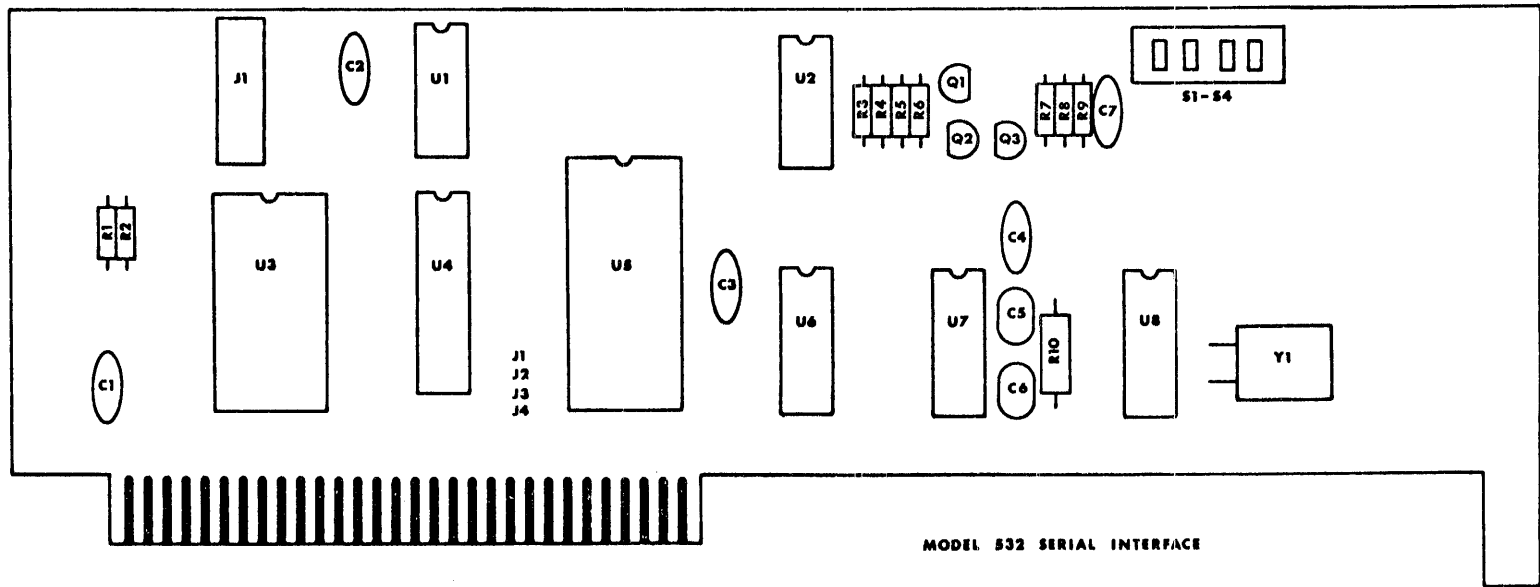 J1
C2
U1
U2
R3
R4
R5
R6
Q1
Q2
Q3
R7
R8
R9
C7
S1-S4
R1
R2
U3
U4
U5
C3
C4
U6
U7
C5
R10
U8
Y1
C1
J1
J2
J3
J4
C6
MODEL 532 SERIAL INTERFACE